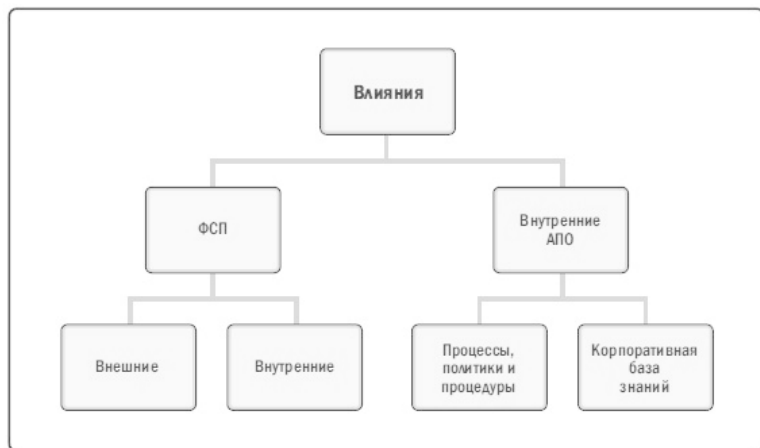 Влияния
ФСП
Внутренние
АПО
Внешние
Внутренние
Процессы,
политики и
процедуры
Корпоративная
база
знаний